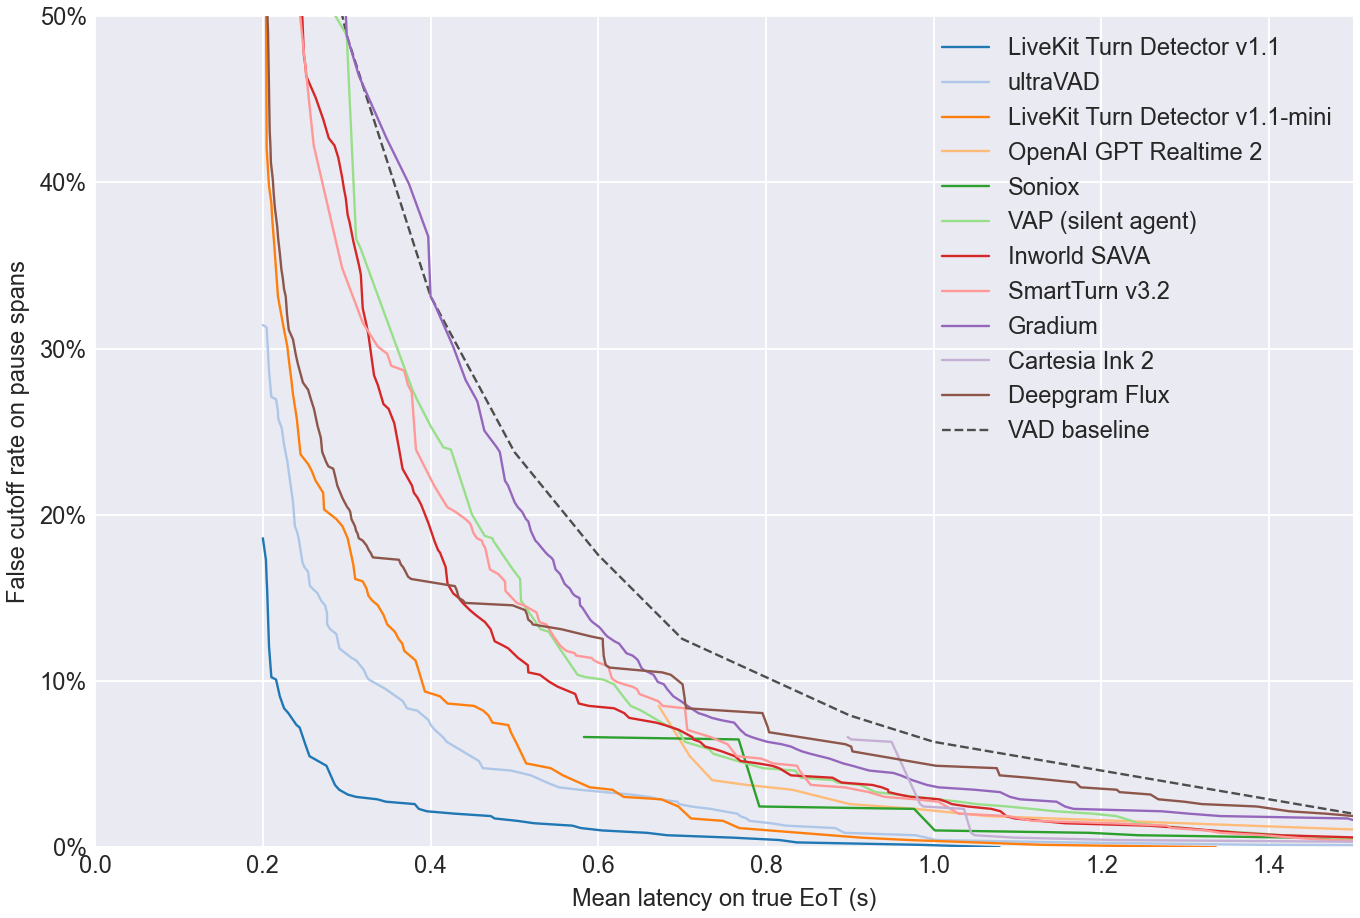 50%
40%
30%
20%
10%
0%
False cutoff rate on pause spans
LiveKit Turn Detector v1.1
ultraVAD
LiveKit Turn Detector v1.1-mini
OpenAI GPT Realtime 2
Soniox
VAP (silent agent)
Inworld SAVA
SmartTurn v3.2
Gradium
Cartesia Ink 2
Deepgram Flux
VAD baseline
0.0 0.2 0.4 0.6 0.8 1.0 1.2 1.4
Mean latency on true EoT (s)